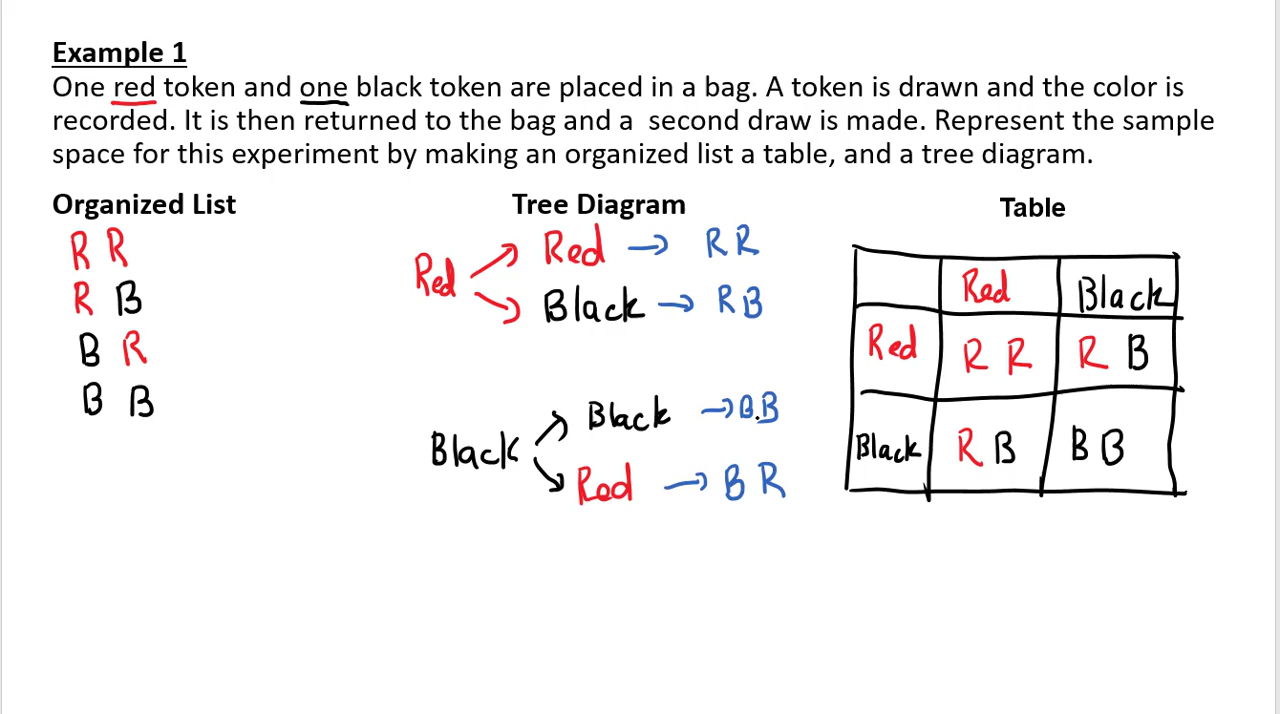 Example 1
One red token and one black token are placed in a bag. A token is drawn and the color is
recorded. It is then returned to the bag and a second draw is made. Represent the sample
space for this experiment by making an organized list a table, and a tree diagram.
Organized List
R R
R B
B R
B B
Tree Diagram
Red Red → R R
Black → R B
Black Black → B.B
Red → B R
Table
Red Black
Red R R R B
Black R B B B